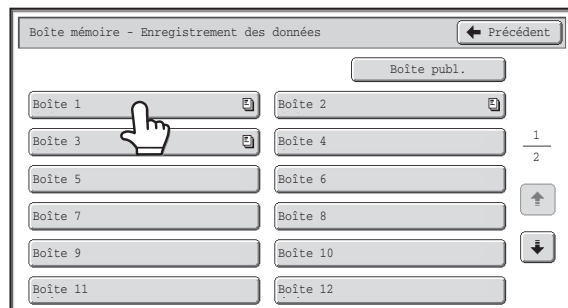 Boîte mémoire - Enregistrement des données
Précédent
Boîte publ.
Boîte 1
Boîte 2
Boîte 3
Boîte 4
1
2
Boîte 5
Boîte 6
Boîte 7
Boîte 8
Boîte 9
Boîte 10
Boîte 11
Boîte 12